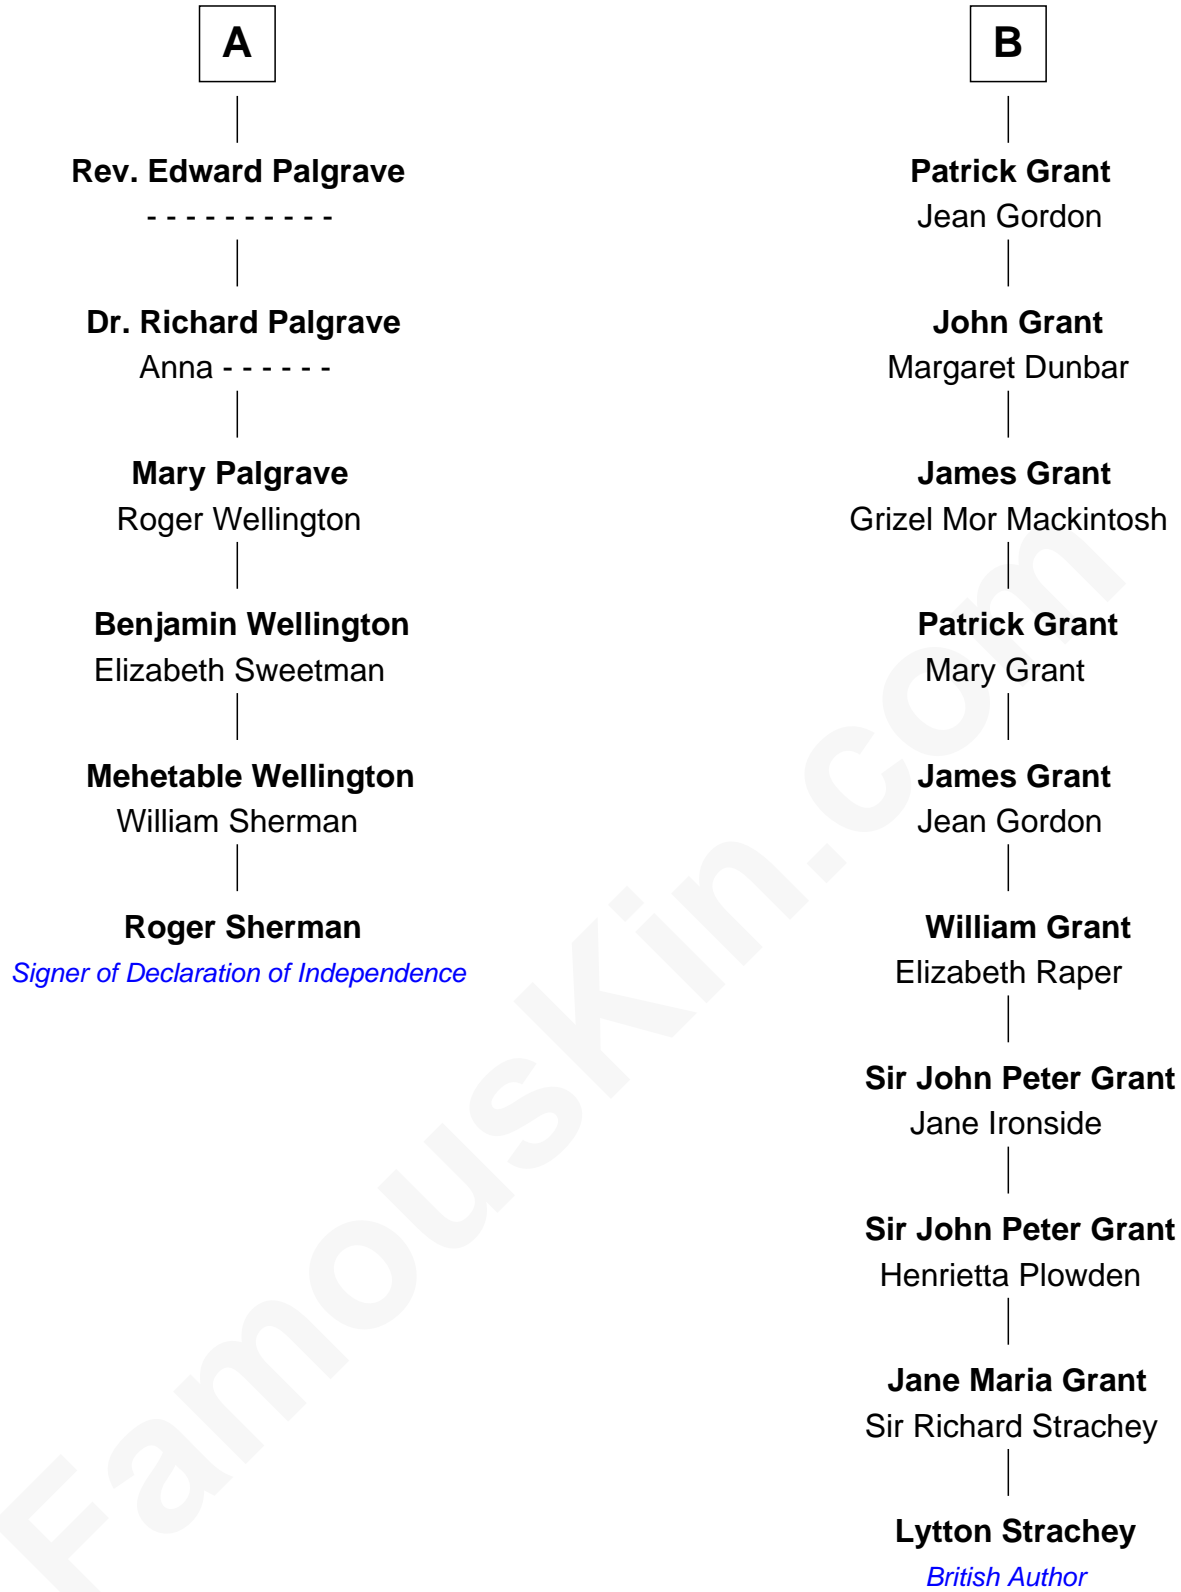 A
Rev. Edward Palgrave
- - - - - - - - - -
Dr. Richard Palgrave
Anna - - - - - -
Mary Palgrave
Roger Wellington
Benjamin Wellington
Elizabeth Sweetman
Mehetable Wellington
William Sherman
Roger Sherman
Signer of Declaration of Independence
B
Patrick Grant
Jean Gordon
John Grant
Margaret Dunbar
James Grant
Grizel Mor Mackintosh
Patrick Grant
Mary Grant
James Grant
Jean Gordon
William Grant
Elizabeth Raper
Sir John Peter Grant
Jane Ironside
Sir John Peter Grant
Henrietta Plowden
Jane Maria Grant
Sir Richard Strachey
Lytton Strachey
British Author
FamousKin.com